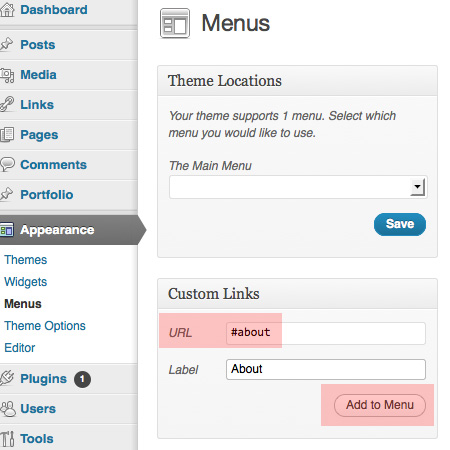 Dashboard
Posts
Media
Links
Pages
Comments
Portfolio
Appearance
Themes
Widgets
Menus
Theme Options
Editor
Plugins 1
Users
Tools
Menus
Theme Locations
Your theme supports 1 menu. Select which
menu you would like to use.
The Main Menu
Save
Custom Links
URL #about
Label About
Add to Menu